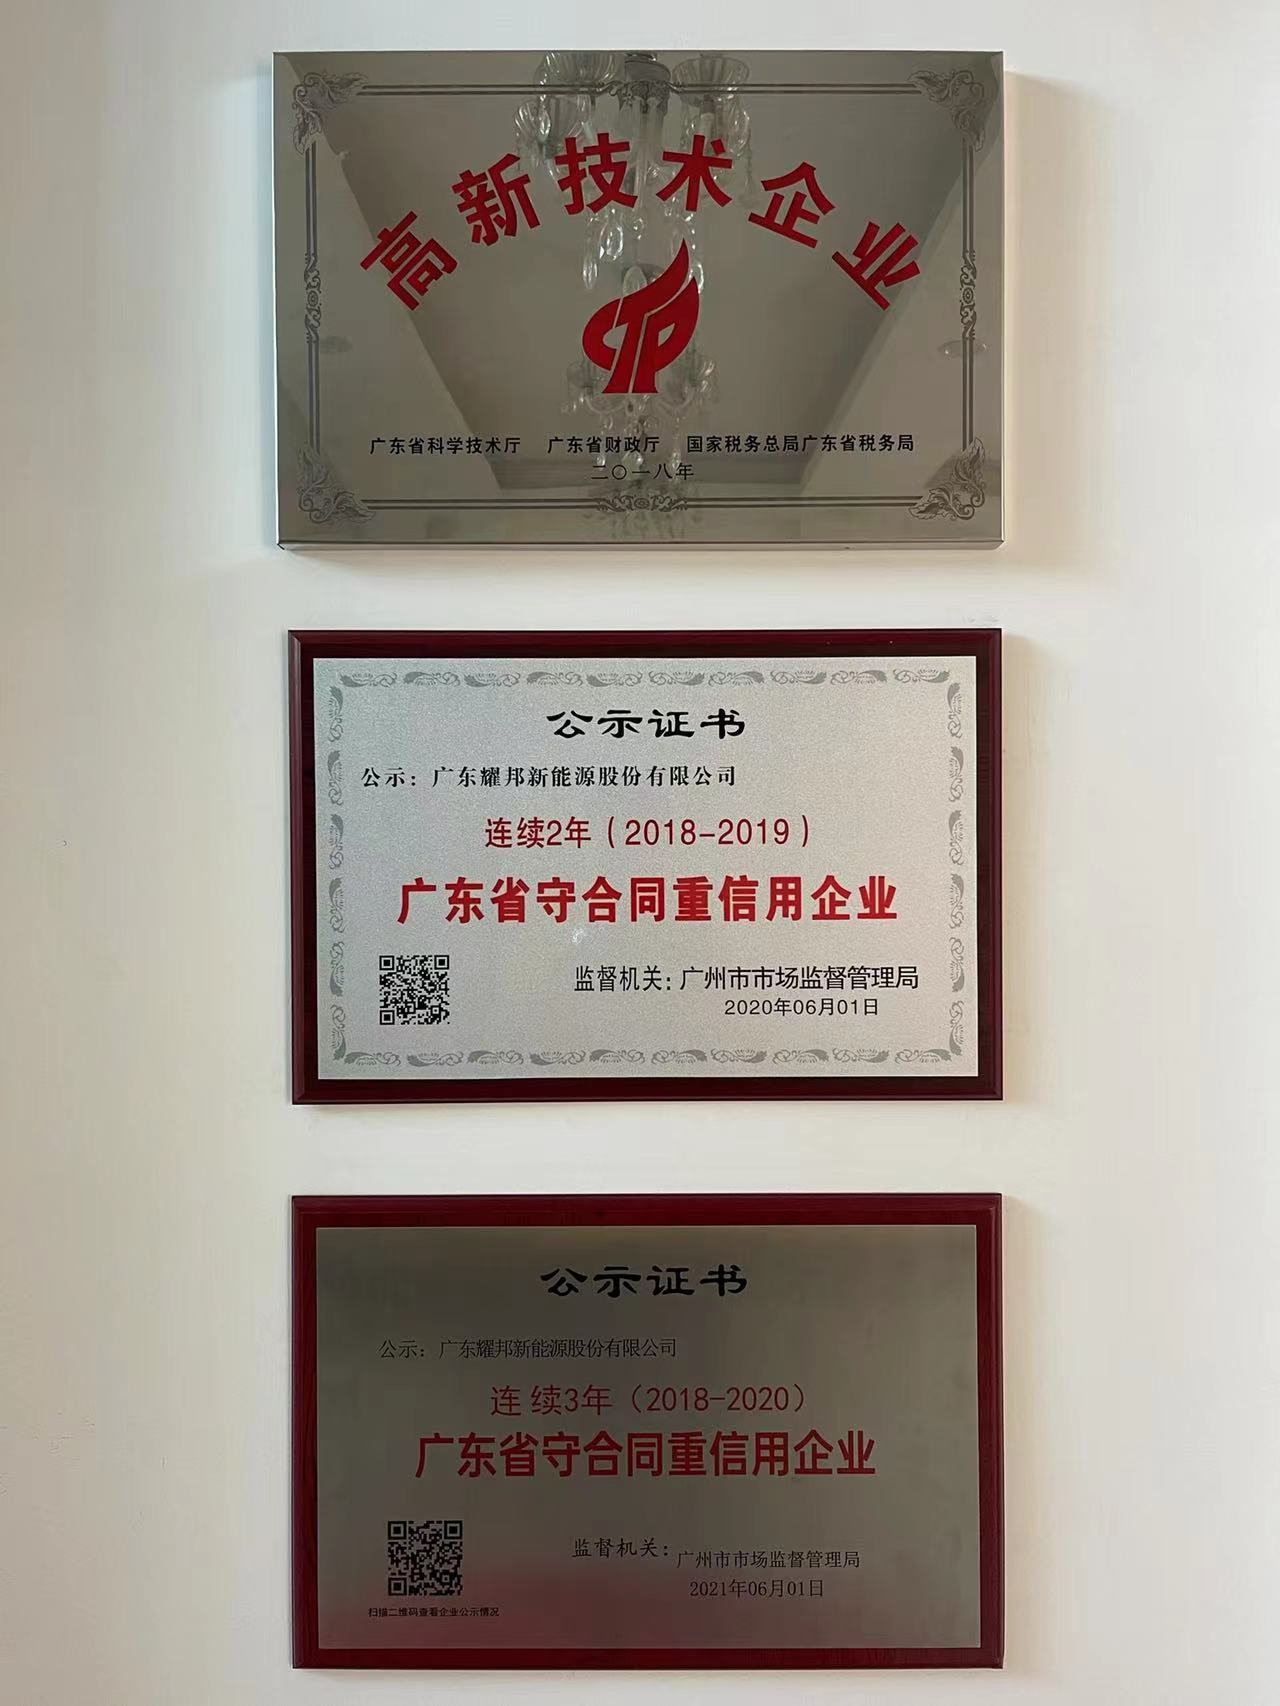 高新技术企业
广东省科学技术厅 广东省财政厅 国家税务总局广东省税务局
二〇一八年
公示证书
公示：广东耀邦新能源股份有限公司
连续2年（2018-2019）
广东省守合同重信用企业
监督机关：广州市市场监督管理局
2020年06月01日
公示证书
公示：广东耀邦新能源股份有限公司
连续3年（2018-2020）
广东省守合同重信用企业
监督机关：广州市市场监督管理局
2021年06月01日
扫描二维码查看企业公示情况